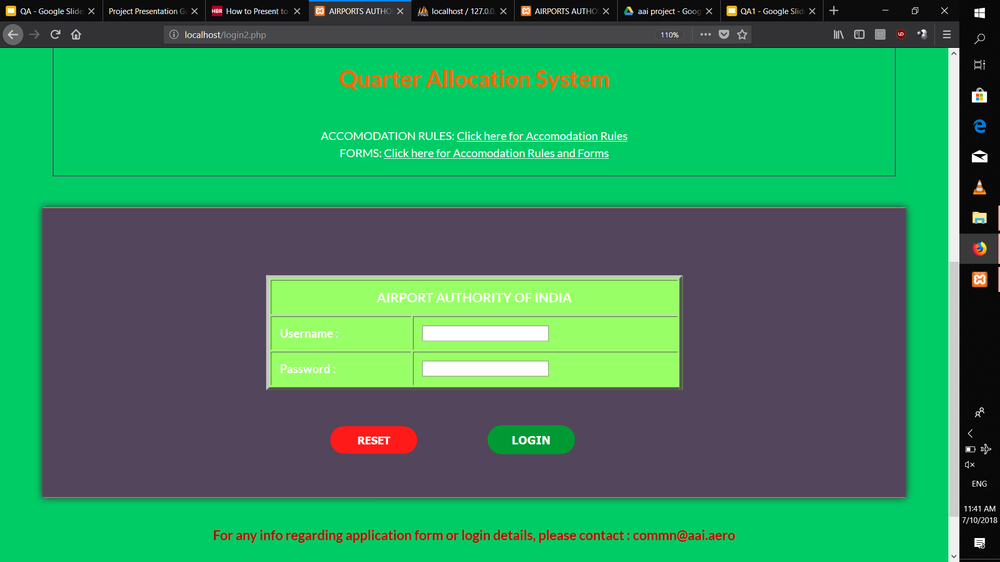 QA - Google Slide
Project Presentation Gu
HBR How to Present to
AIRPORTS AUTHO
localhost / 127.0.0.
AIRPORTS AUTHO
aai project - Goog
QA1 - Google Slid
localhost/login2.php
110%
Quarter Allocation System
ACCOMODATION RULES: Click here for Accomodation Rules
FORMS: Click here for Accomodation Rules and Forms
AIRPORT AUTHORITY OF INDIA
Username :
Password :
RESET LOGIN
For any info regarding application form or login details, please contact : commn@aai.aero
ENG
11:41 AM
7/10/2018